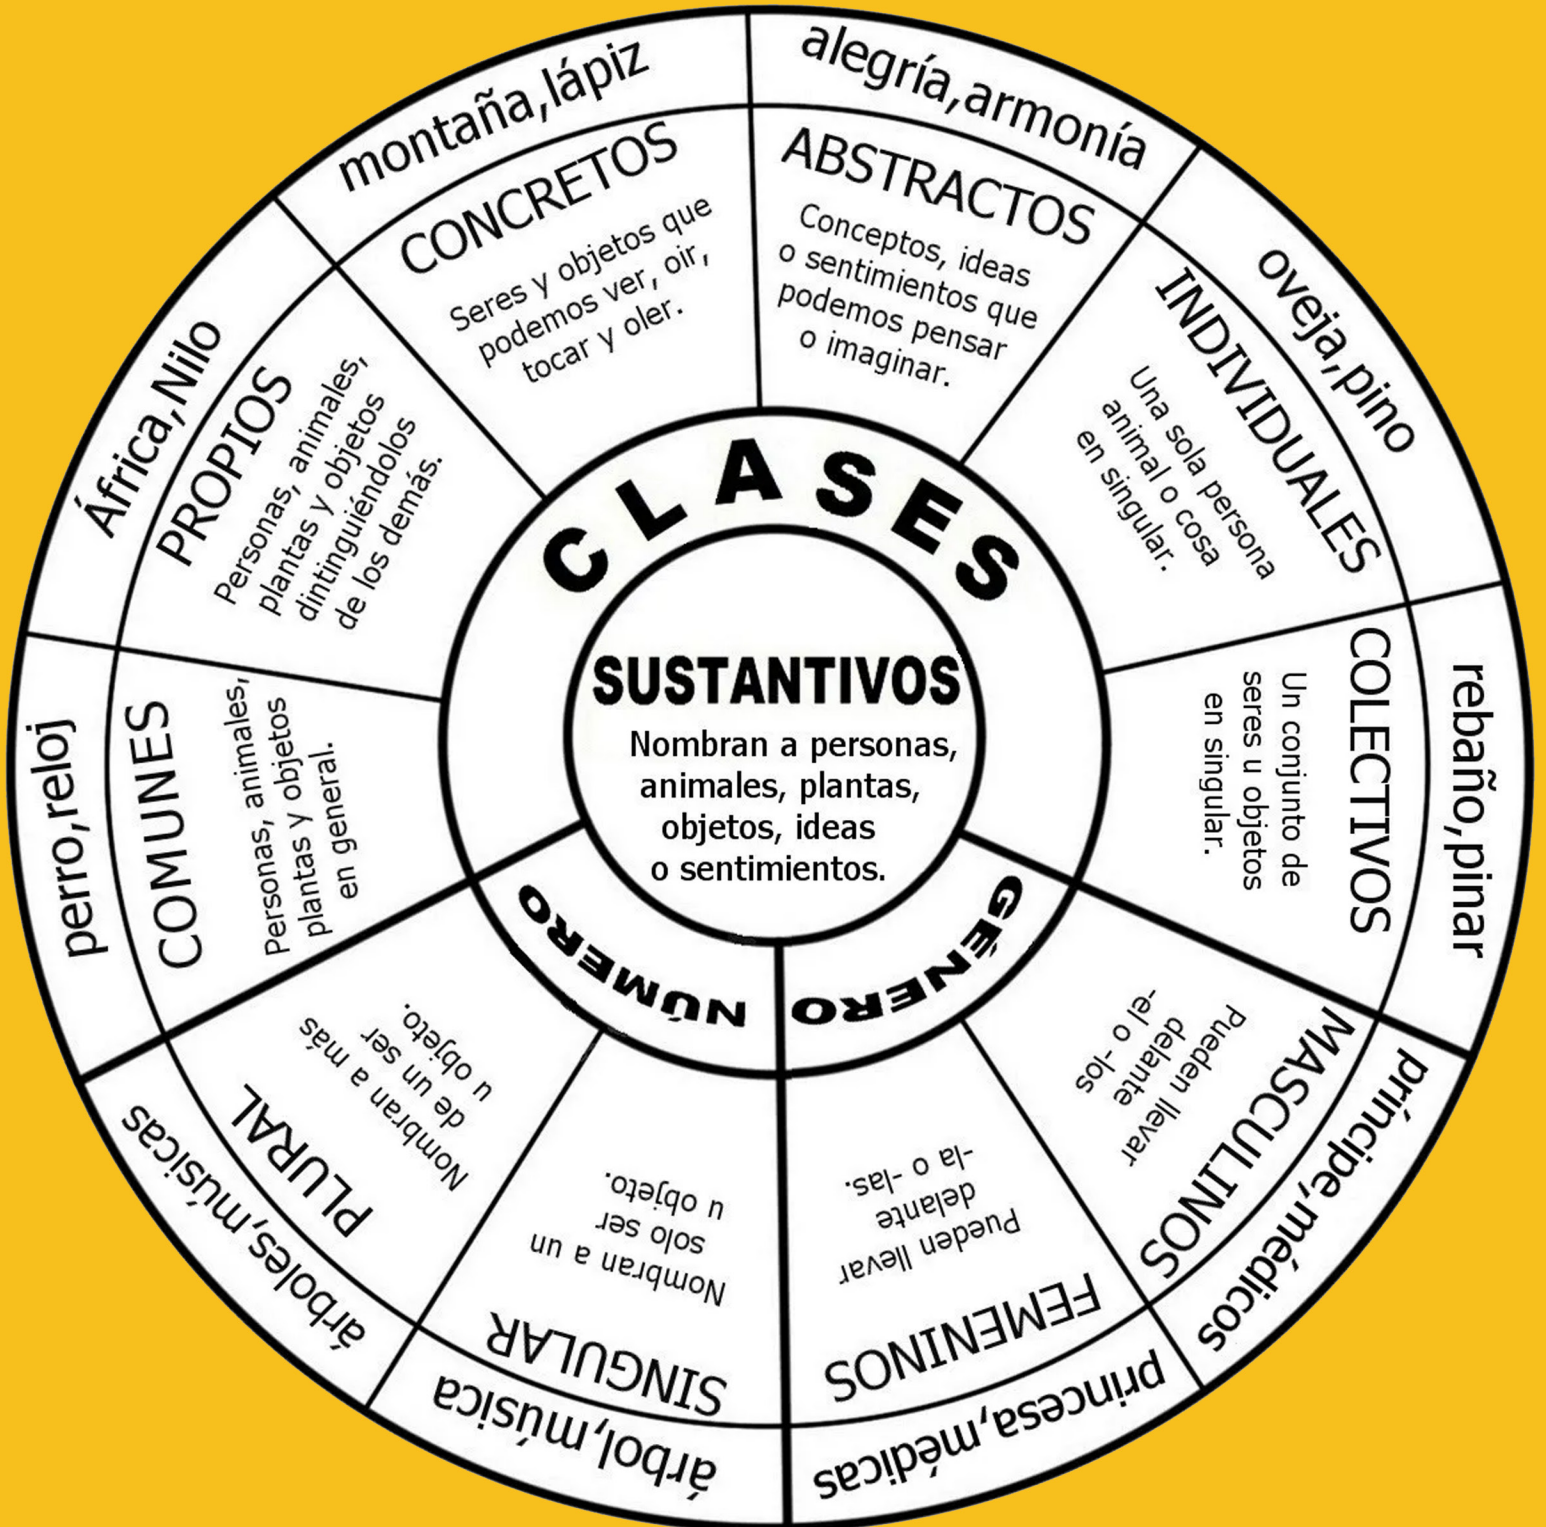 SUSTANTIVOS
Nombran a personas,
animales, plantas,
objetos, ideas
o sentimientos.
CLASES
perro,reloj
COMUNES
Personas, animales,
plantas y objetos
en general.
África,Nilo
PROPIOS
Personas, animales,
plantas y objetos
dintinguiéndolos
de los demás.
montaña,lápiz
CONCRETOS
Seres y objetos que
podemos ver, oir,
tocar y oler.
alegría,armonía
ABSTRACTOS
Conceptos, ideas
o sentimientos que
podemos pensar
o imaginar.
oveja,pino
INDIVIDUALES
Una sola persona
animal o cosa
en singular.
rebaño,pinar
COLECTIVOS
Un conjunto de
seres u objetos
en singular.
GÉNERO
príncipe,médicos
MASCULINOS
Pueden llevar
delante
-el o -los
princesa,médicas
FEMENINOS
Pueden llevar
delante
-la o -las.
NÚMERO
árbol,música
SINGULAR
Nombran a un
solo ser
u objeto.
árboles,músicas
PLURAL
Nombran a más
de un ser
u objeto.